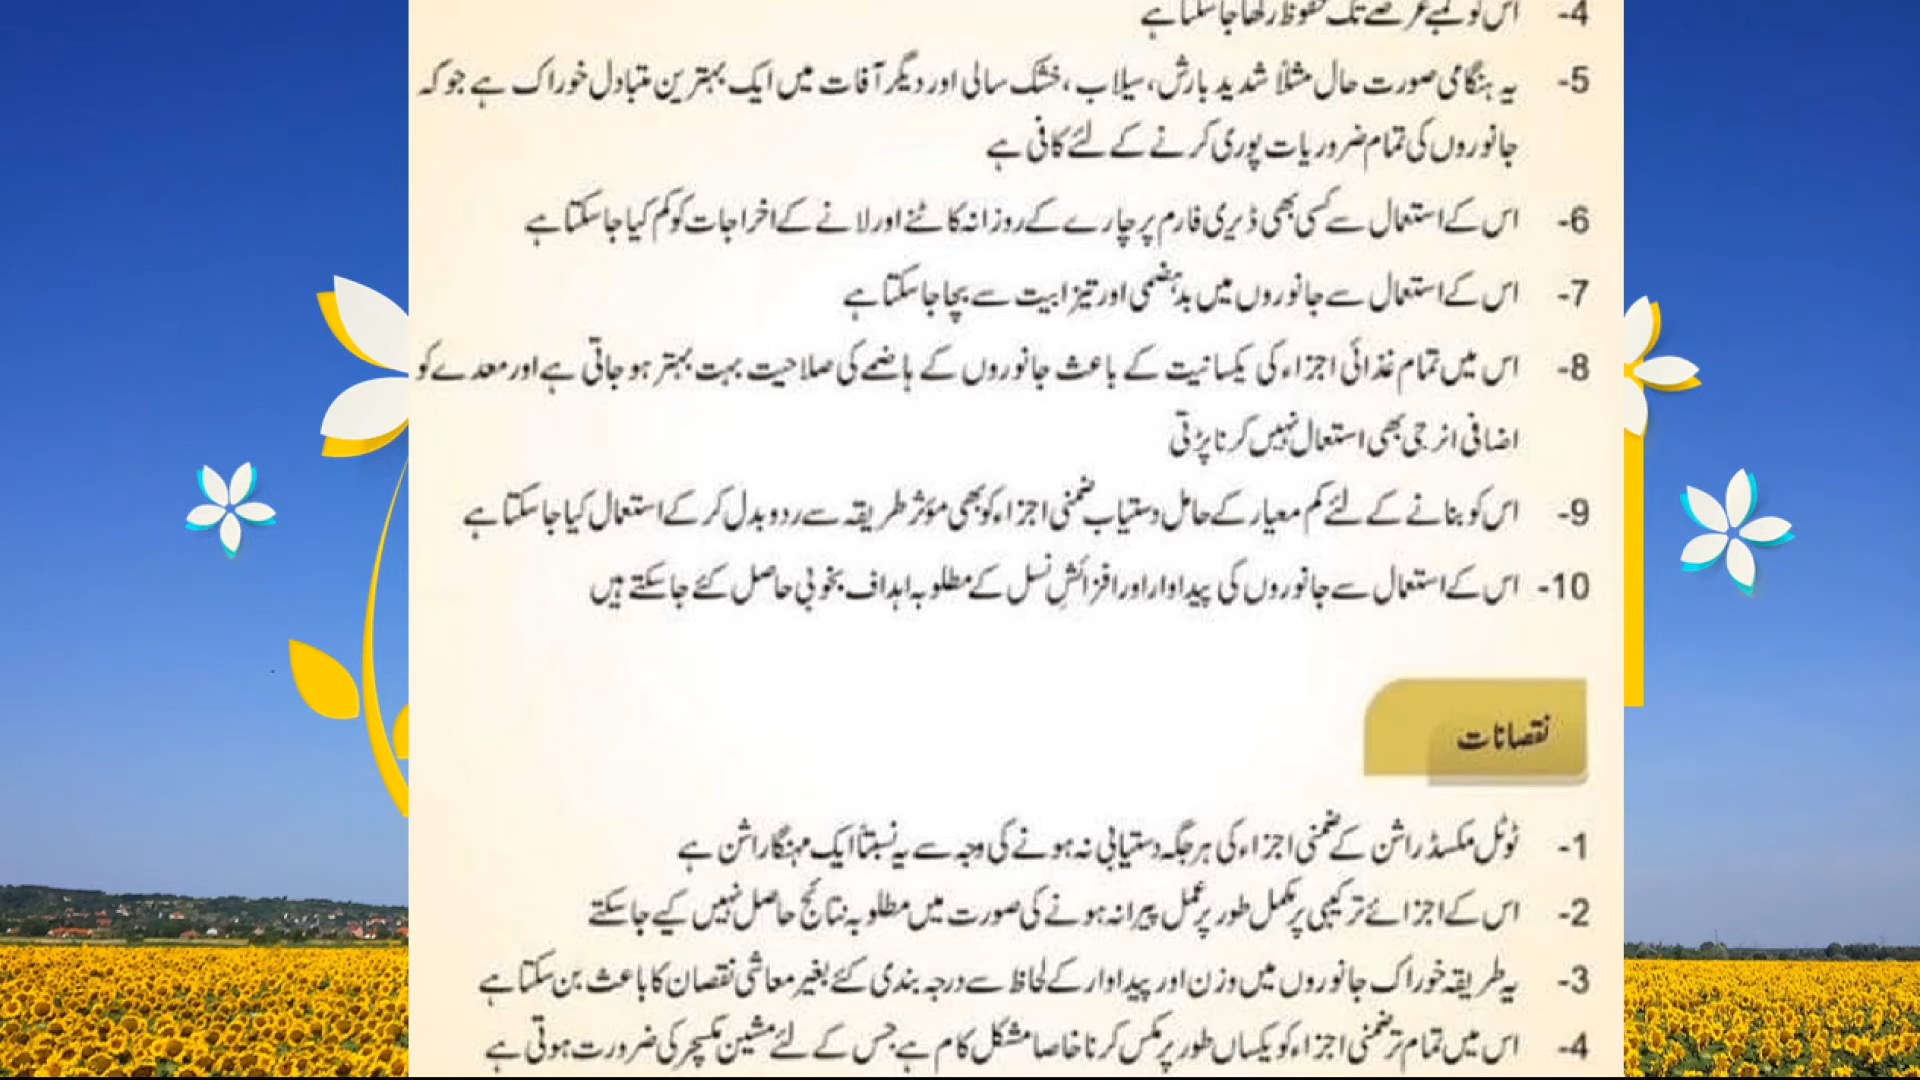 4- اس کو لمبے عرصے تک محفوظ رکھا جا سکتا ہے
5- یہ ہنگامی صورت حال مثلاً شدید بارش، سیلاب، خشک سالی اور دیگر آفات میں ایک بہترین متبادل خوراک ہے جو کہ
جانوروں کی تمام ضروریات پوری کرنے کے لئے کافی ہے
6- اس کے استعمال سے کسی بھی ڈیری فارم پر چارے کے روزانہ کاٹنے اور لانے کے اخراجات کو کم کیا جا سکتا ہے
7- اس کے استعمال سے جانوروں میں بدہضمی اور تیزابیت سے بچا جا سکتا ہے
8- اس میں تمام غذائی اجزاء کی یکسانیت کے باعث جانوروں کے ہاضمے کی صلاحیت بہت بہتر ہو جاتی ہے اور معدے کو
اضافی انرجی بھی استعمال نہیں کرنا پڑتی
9- اس کو بنانے کے لئے کم معیار کے حامل دستیاب ضمنی اجزاء کو بھی مؤثر طریقہ سے ردوبدل کر کے استعمال کیا جا سکتا ہے
10- اس کے استعمال سے جانوروں کی پیداوار اور افزائشِ نسل کے مطلوبہ اہداف بخوبی حاصل کئے جا سکتے ہیں
نقصانات
1- ٹوٹل مکسڈ راشن کے ضمنی اجزاء کی ہر جگہ دستیابی نہ ہونے کی وجہ سے یہ نسبتاً ایک مہنگا راشن ہے
2- اس کے اجزائے ترکیبی پر مکمل طور پر عمل پیرا نہ ہونے کی صورت میں مطلوبہ نتائج حاصل نہیں کیے جا سکتے
3- یہ طریقہ خوراک جانوروں میں وزن اور پیداوار کے لحاظ سے درجہ بندی کئے بغیر معاشی نقصان کا باعث بن سکتا ہے
4- اس میں تمام تر ضمنی اجزاء کو یکساں طور پر مکس کرنا خاصا مشکل کام ہے جس کے لئے مشین مکسچر کی ضرورت ہوتی ہے